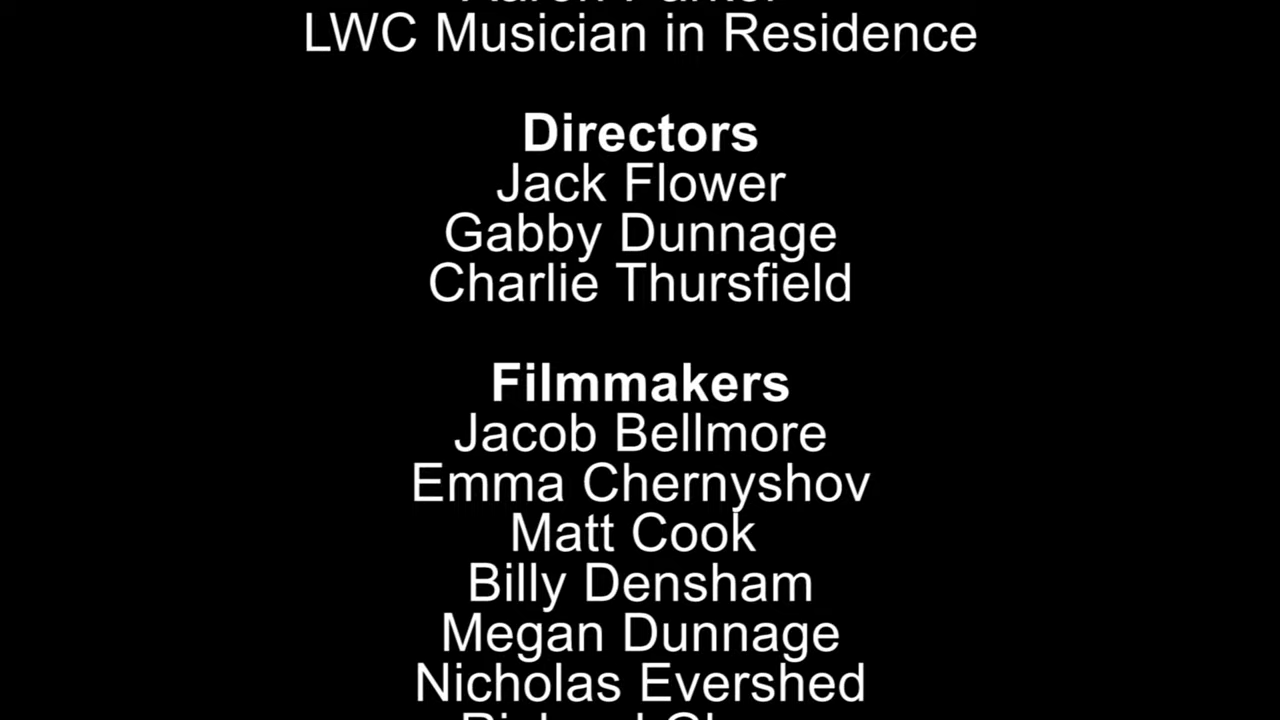 LWC Musician in Residence
Directors
Jack Flower
Gabby Dunnage
Charlie Thursfield
Filmmakers
Jacob Bellmore
Emma Chernyshov
Matt Cook
Billy Densham
Megan Dunnage
Nicholas Evershed